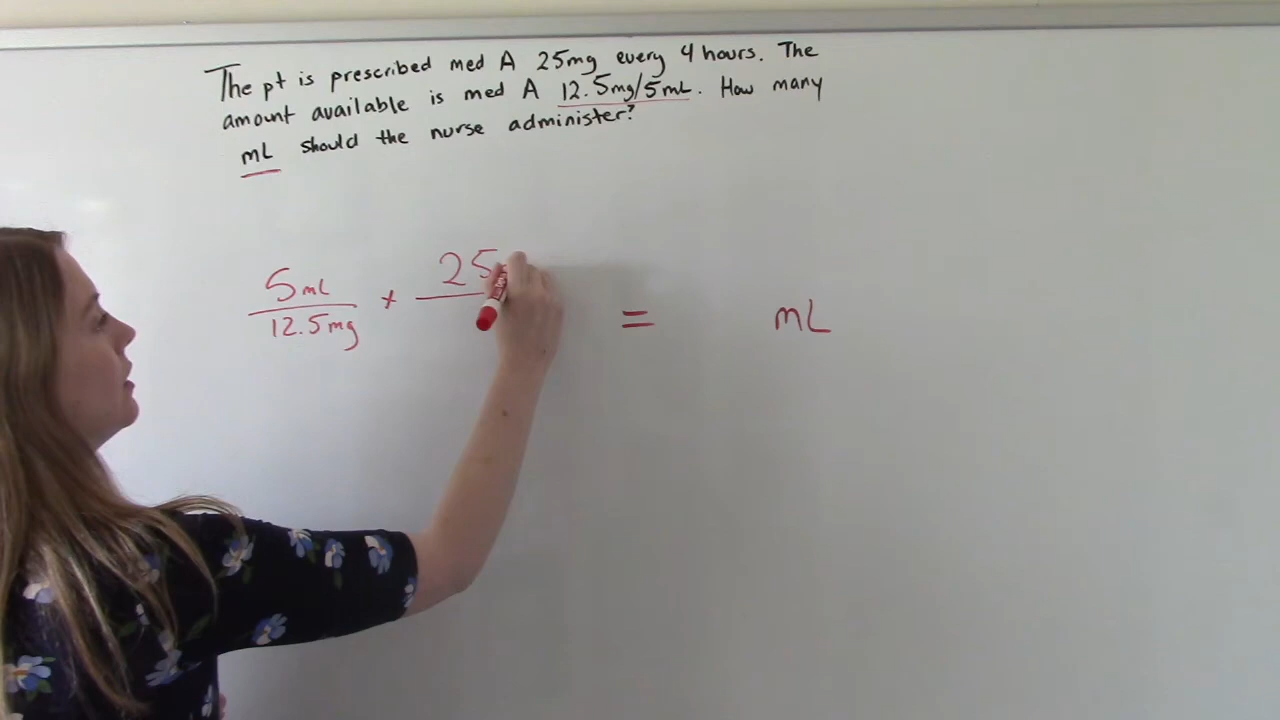 The pt is prescribed med A 25mg every 4 hours. The
amount available is med A 12.5mg/5mL. How many
mL should the nurse administer?
5mL × 25
12.5mg
= mL